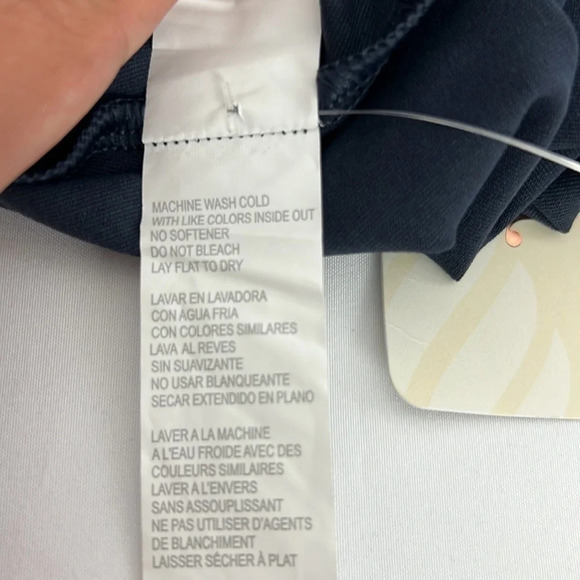 MACHINE WASH COLD
WITH LIKE COLORS INSIDE OUT
NO SOFTENER
DO NOT BLEACH
LAY FLAT TO DRY
LAVAR EN LAVADORA
CON AGUA FRIA
CON COLORES SIMILARES
LAVA AL REVES
SIN SUAVIZANTE
NO USAR BLANQUEANTE
SECAR EXTENDIDO EN PLANO
LAVER A LA MACHINE
A L'EAU FROIDE AVEC DES
COULEURS SIMILAIRES
LAVER A L'ENVERS
SANS ASSOUPLISSANT
NE PAS UTILISER D'AGENTS
DE BLANCHIMENT
LAISSER SÉCHER À PLAT